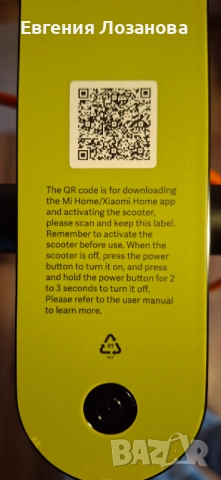 Евгения Лозанова
The QR code is for downloading
the Mi Home/Xiaomi Home app
and activating the scooter,
please scan and keep this label.
Remember to activate the
scooter before use. When the
scooter is off, press the power
button to turn it on, and press
and hold the power button for 2
to 3 seconds to turn it off.
Please refer to the user manual
to learn more.
01
PET
BAZAR
bg